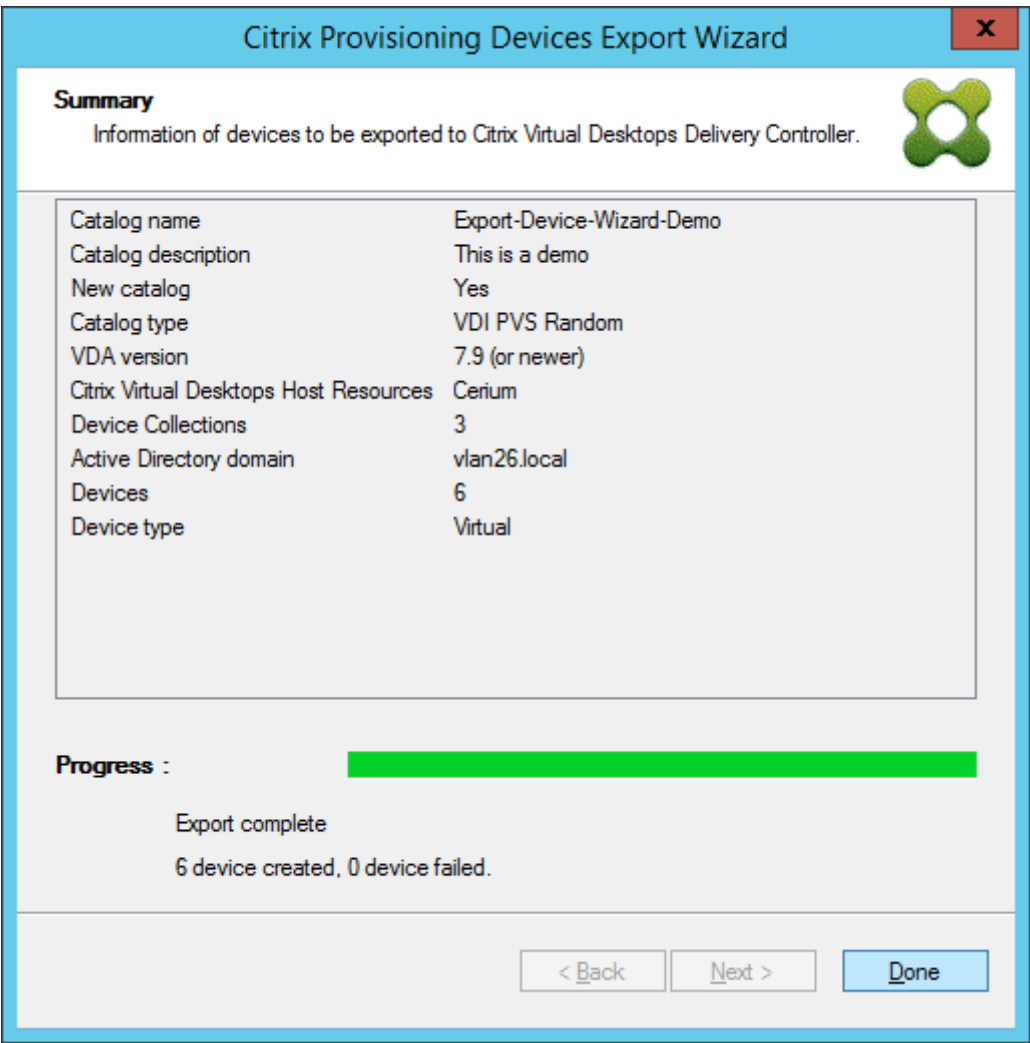 Citrix Provisioning Devices Export Wizard
x
Summary
Information of devices to be exported to Citrix Virtual Desktops Delivery Controller.
Catalog name Export-Device-Wizard-Demo
Catalog description This is a demo
New catalog Yes
Catalog type VDI PVS Random
VDA version 7.9 (or newer)
Citrix Virtual Desktops Host Resources Cerium
Device Collections 3
Active Directory domain vlan26.local
Devices 6
Device type Virtual
Progress :
Export complete
6 device created, 0 device failed.
< Back Next > Done